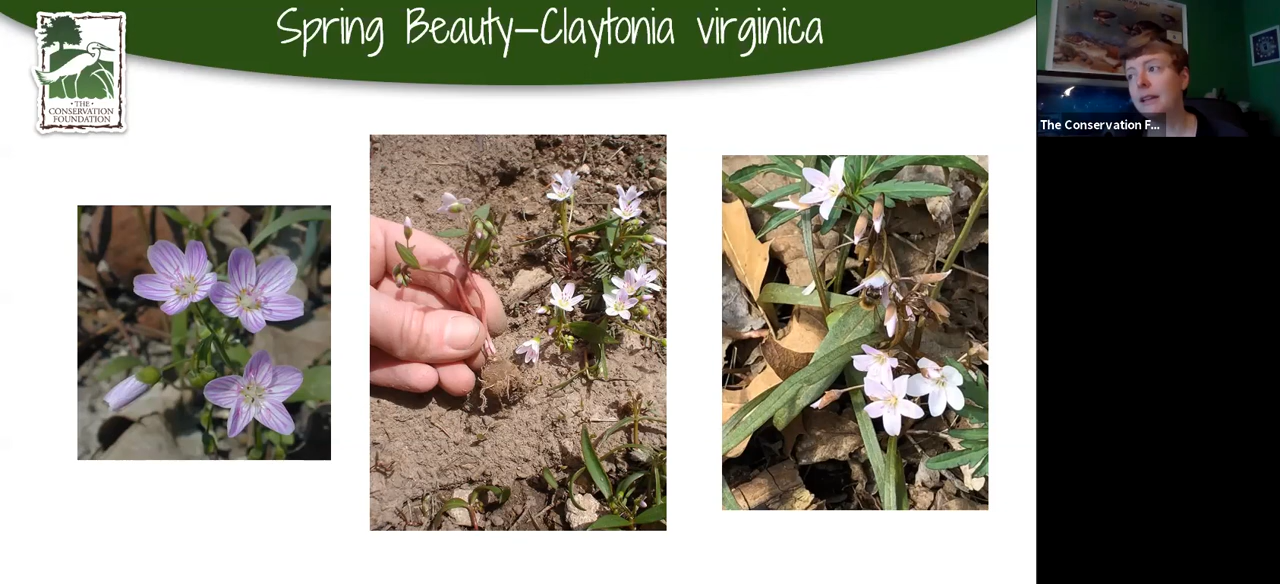 Spring Beauty–Claytonia virginica
• THE •
CONSERVATION
FOUNDATION
The Conservation F...